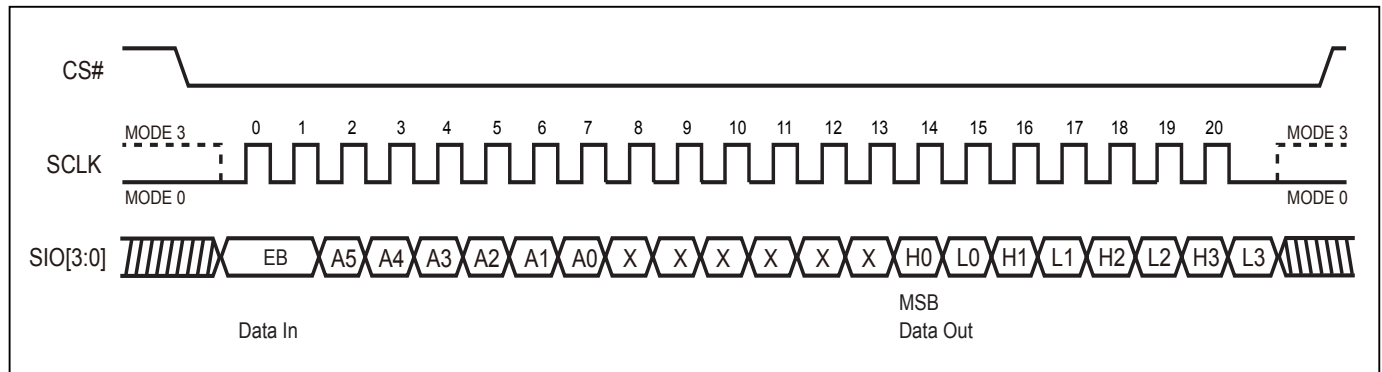 CS#
MODE 3 0 1 2 3 4 5 6 7 8 9 10 11 12 13 14 15 16 17 18 19 20 MODE 3
SCLK
MODE 0 MODE 0
SIO[3:0] EB A5 A4 A3 A2 A1 A0 X X X X X X H0 L0 H1 L1 H2 L2 H3 L3
MSB
Data In Data Out